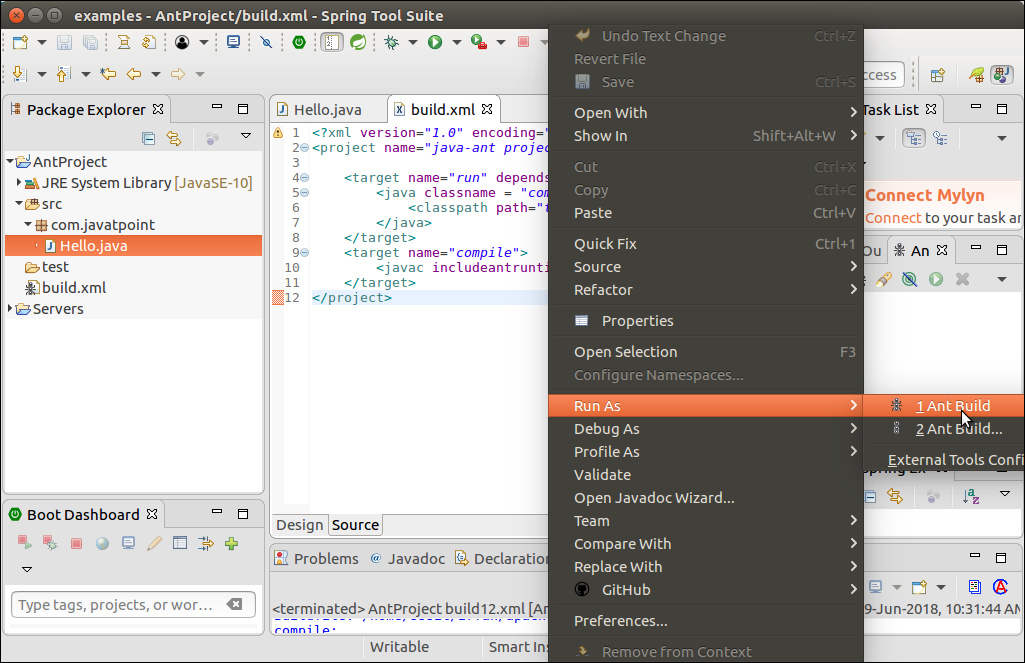 examples - AntProject/build.xml - Spring Tool Suite
Package Explorer
AntProject
JRE System Library [JavaSE-10]
src
com.javatpoint
Hello.java
test
build.xml
Servers
Boot Dashboard
Type tags, projects, or wor...
Hello.java
build.xml
1 <?xml version="1.0" encoding="
2 <project name="java-ant proje
3
4 <target name="run" depends
5 <java classname = "com
6 <classpath path="t
7 </java>
8 </target>
9 <target name="compile">
10 <javac includeantrunti
11 </target>
12 </project>
Design
Source
Problems
Javadoc
Declaration
<terminated> AntProject build12.xml [An
compile:
9-Jun-2018, 10:31:44 AM
Writable
Smart Ins
Undo Text Change Ctrl+Z
Revert File
Save Ctrl+S
Open With
Show In Shift+Alt+W
Cut Ctrl+X
Copy Ctrl+C
Paste Ctrl+V
Quick Fix Ctrl+1
Source
Refactor
Properties
Open Selection F3
Configure Namespaces...
Run As
Debug As
Profile As
Validate
Open Javadoc Wizard...
Team
Compare With
Replace With
GitHub
Preferences...
Remove from Context
1 Ant Build
2 Ant Build...
External Tools Confi
ccess
Task List
Connect Mylyn
Connect to your task an
Ou
An